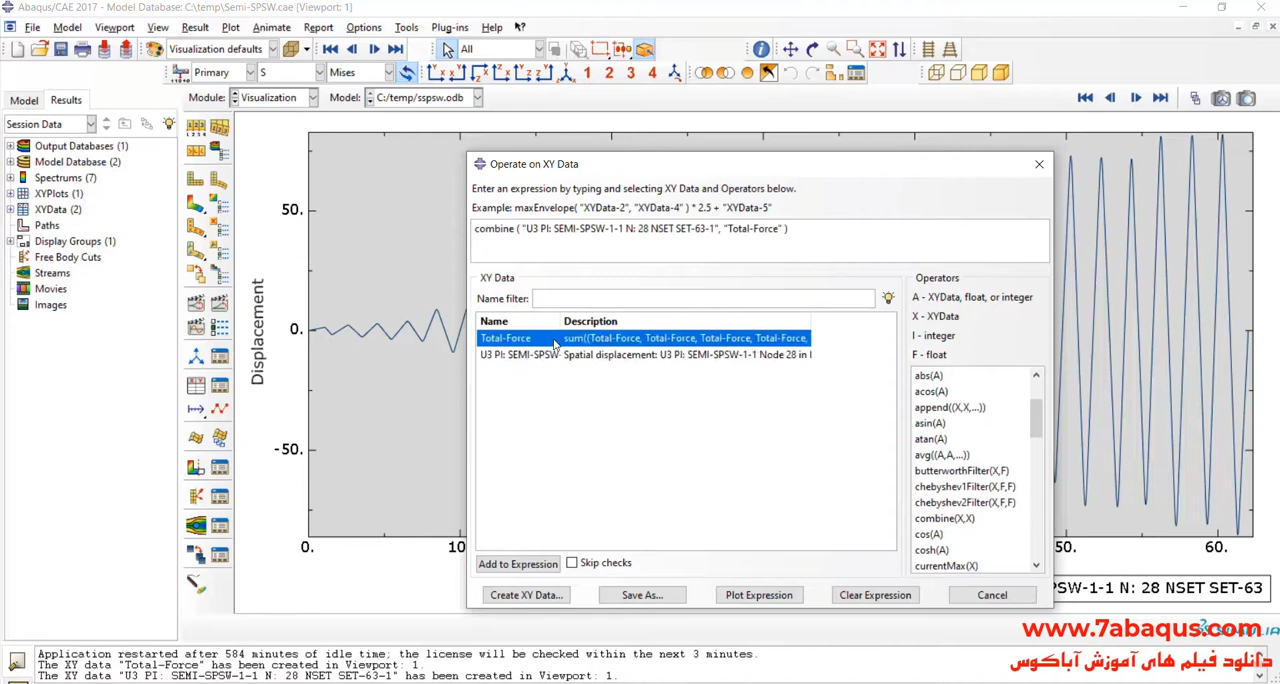 Abaqus/CAE 2017 - Model Database: C:\temp\Semi-SPSW.cae [Viewport: 1]
File Model Viewport View Result Plot Animate Report Options Tools Plug-ins Help
Visualization defaults All
Primary S Mises 1 2 3 4
Model Results Module: Visualization Model: C:/temp/sspsw.odb
Session Data
Output Databases (1)
Model Database (2)
Spectrums (7)
XYPlots (1)
XYData (2)
Paths
Display Groups (1)
Free Body Cuts
Streams
Movies
Images
Displacement
50.
0.
-50.
0. 10 50. 60.
Operate on XY Data
Enter an expression by typing and selecting XY Data and Operators below.
Example: maxEnvelope( "XYData-2", "XYData-4" ) * 2.5 + "XYData-5"
combine ( "U3 PI: SEMI-SPSW-1-1 N: 28 NSET SET-63-1", "Total-Force" )
XY Data
Name filter:
Name Description
Total-Force sum((Total-Force, Total-Force, Total-Force, Total-Force,
U3 PI: SEMI-SPSW- Spatial displacement: U3 PI: SEMI-SPSW-1-1 Node 28 in
Operators
A - XYData, float, or integer
X - XYData
I - integer
F - float
abs(A)
acos(A)
append((X,X,...))
asin(A)
atan(A)
avg((A,A,...))
butterworthFilter(X,F)
chebyshev1Filter(X,F,F)
chebyshev2Filter(X,F,F)
combine(X,X)
cos(A)
cosh(A)
currentMax(X)
Add to Expression Skip checks
Create XY Data... Save As... Plot Expression Clear Expression Cancel
PSW-1-1 N: 28 NSET SET-63
www.7abaqus.com
دانلود فیلم های آموزش آباکوس
Application restarted after 584 minutes of idle time; the license will be checked within the next 3 minutes.
The XY data "Total-Force" has been created in Viewport: 1.
The XY data "U3 PI: SEMI-SPSW-1-1 N: 28 NSET SET-63-1" has been created in Viewport: 1.